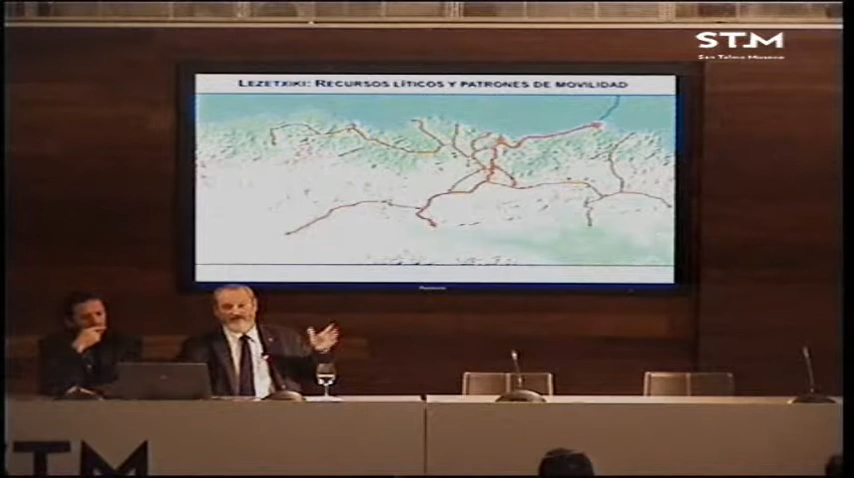 STM
San Telmo Museoa
LEZETXIKI: RECURSOS LÍTICOS Y PATRONES DE MOVILIDAD
STM